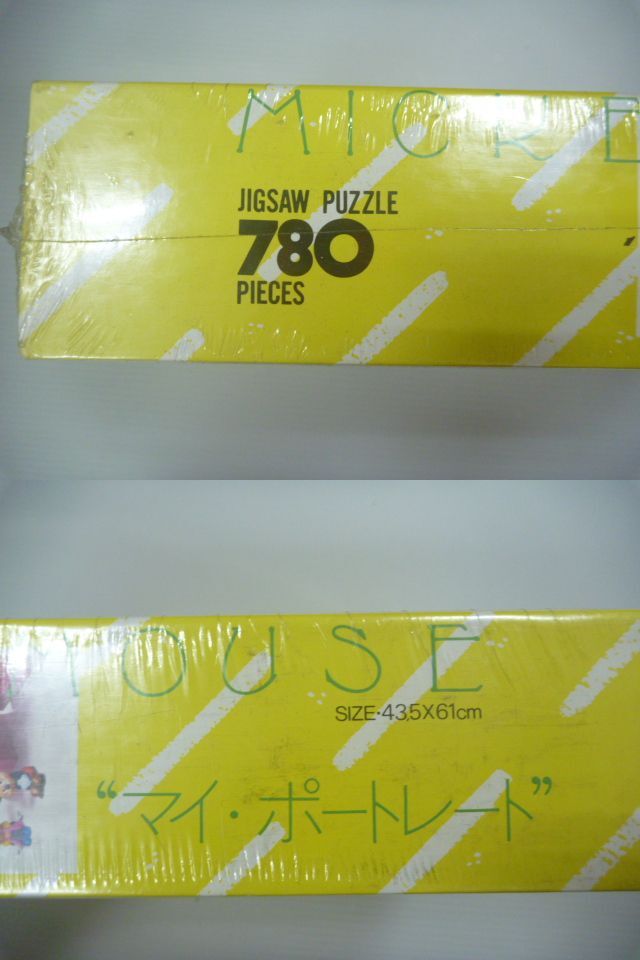 MICKE
JIGSAW PUZZLE
780
PIECES
MOUSE
SIZE·43,5X61cm
“マイ・ポートレート”